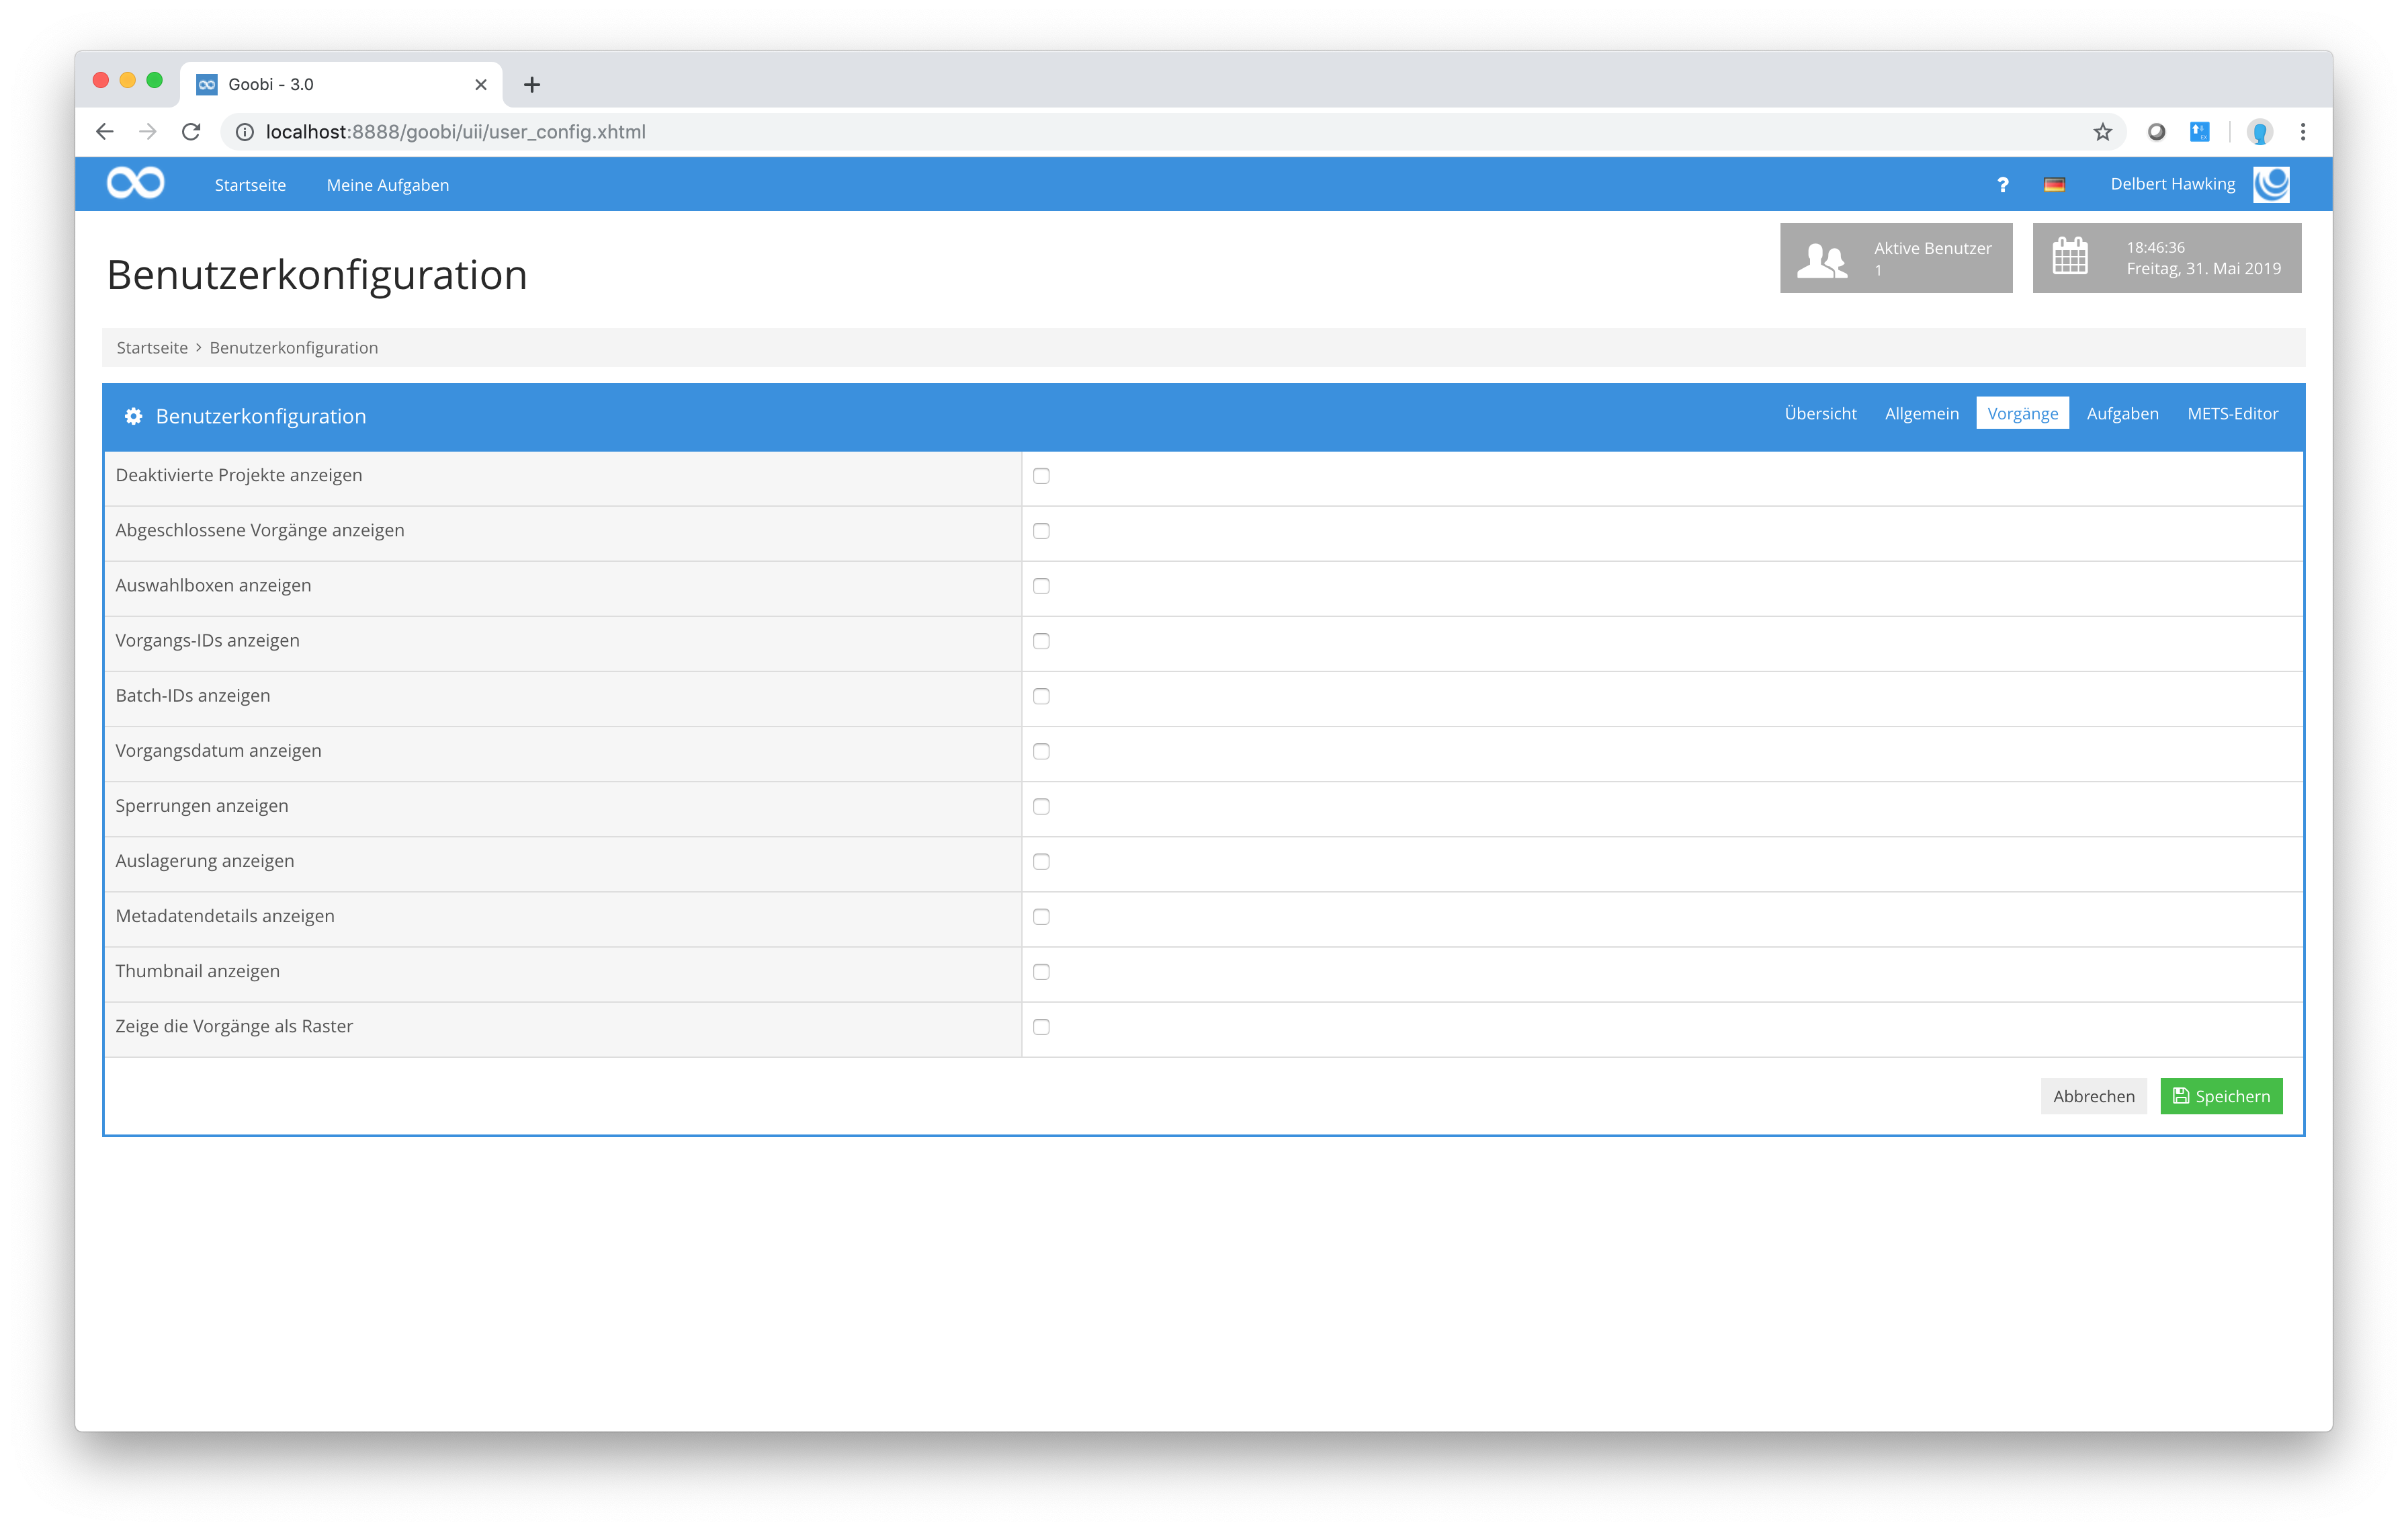 Goobi - 3.0
localhost:8888/goobi/uii/user_config.xhtml
Startseite Meine Aufgaben ? Delbert Hawking
Benutzerkonfiguration
Aktive Benutzer
1
18:46:36
Freitag, 31. Mai 2019
Startseite > Benutzerkonfiguration
Benutzerkonfiguration Übersicht Allgemein Vorgänge Aufgaben METS-Editor
Deaktivierte Projekte anzeigen
Abgeschlossene Vorgänge anzeigen
Auswahlboxen anzeigen
Vorgangs-IDs anzeigen
Batch-IDs anzeigen
Vorgangsdatum anzeigen
Sperrungen anzeigen
Auslagerung anzeigen
Metadatendetails anzeigen
Thumbnail anzeigen
Zeige die Vorgänge als Raster
Abbrechen Speichern